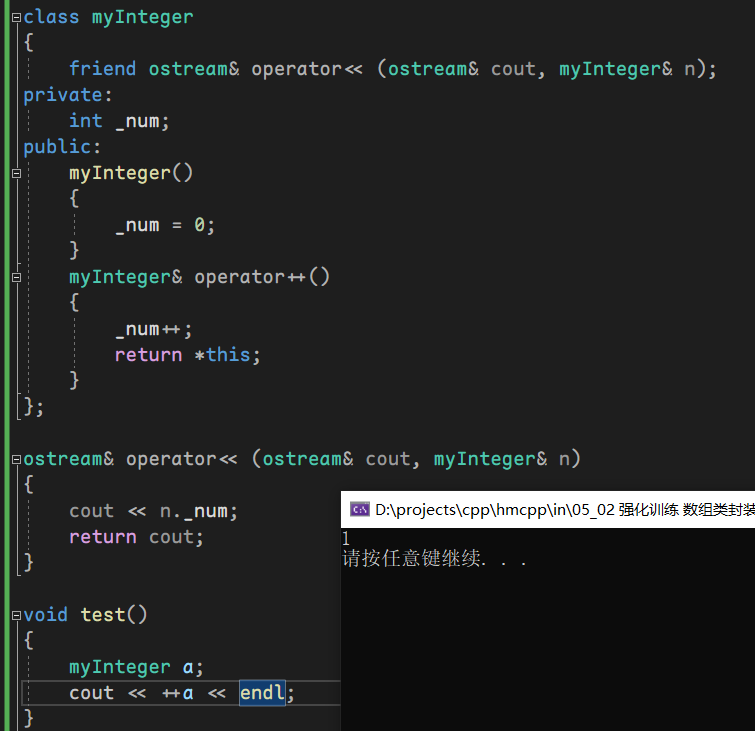 class myInteger
{
    friend ostream& operator<< (ostream& cout, myInteger& n);
private:
    int _num;
public:
    myInteger()
    {
        _num = 0;
    }
    myInteger& operator++()
    {
        _num++;
        return *this;
    }
};
ostream& operator<< (ostream& cout, myInteger& n)
{
    cout << n._num;
    return cout;
}
void test()
{
    myInteger a;
    cout << ++a << endl;
}
D:\projects\cpp\hmcpp\in\05_02 强化训练 数组类封装
1
请按任意键继续. . .